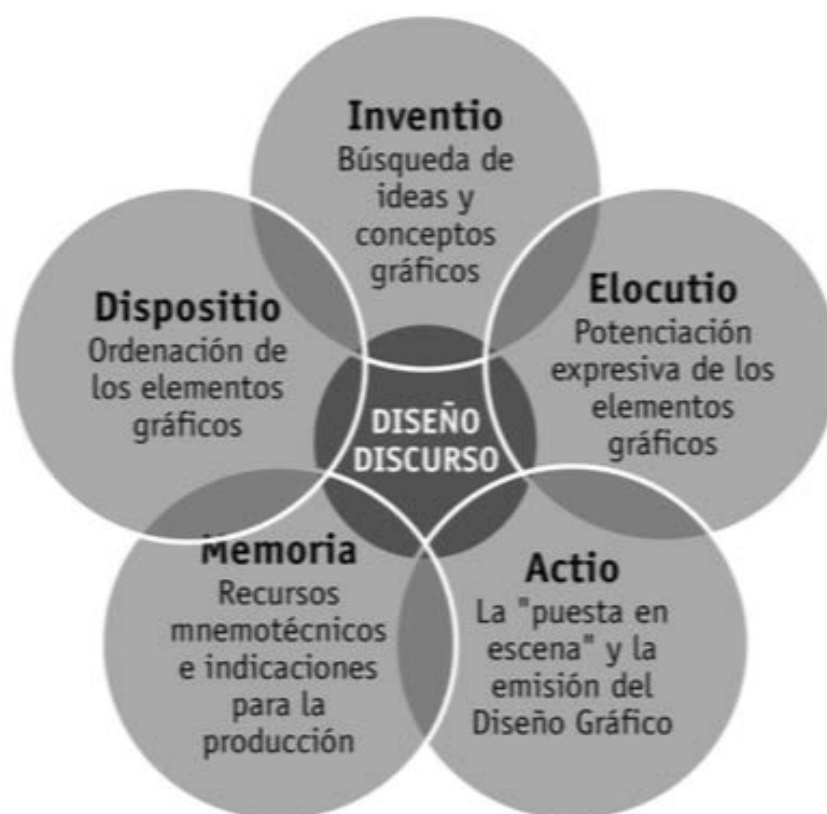 Inventio
Búsqueda de
ideas y
conceptos
gráficos
Dispositio
Ordenación de
los elementos
gráficos
Elocutio
Potenciación
expresiva de los
elementos
gráficos
DISEÑO
DISCURSO
Memoria
Recursos
mnemotécnicos
e indicaciones
para la
producción
Actio
La "puesta en
escena" y la
emisión del
Diseño Gráfico